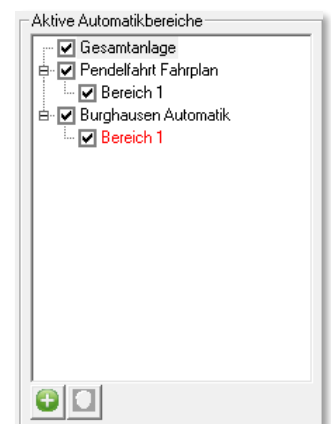 Aktive Automatikbereiche
Gesamtanlage
Pendelfahrt Fahrplan
Bereich 1
Burghausen Automatik
Bereich 1